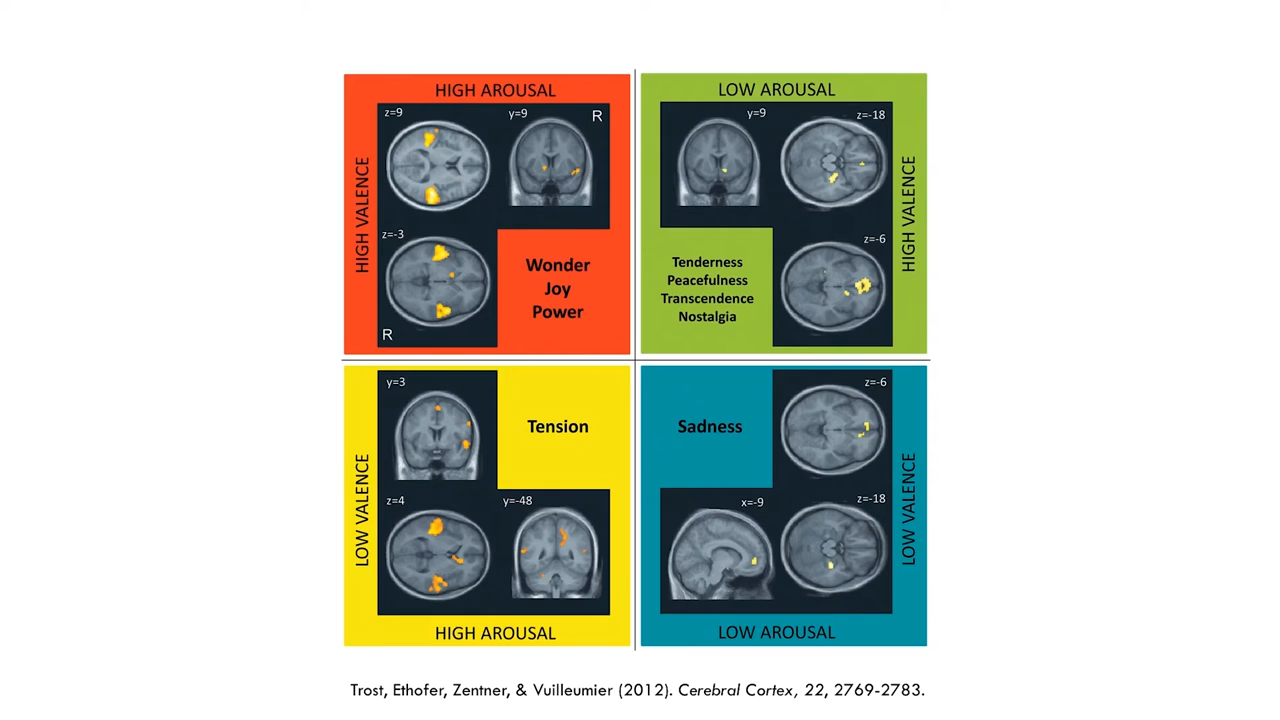 HIGH AROUSAL
HIGH VALENCE
z=9
y=9
R
z=-3
R
Wonder
Joy
Power
LOW AROUSAL
y=9
z=-18
HIGH VALENCE
z=-6
Tenderness
Peacefulness
Transcendence
Nostalgia
LOW VALENCE
y=3
Tension
z=4
y=-48
HIGH AROUSAL
Sadness
z=-6
x=-9
z=-18
LOW VALENCE
LOW AROUSAL
Trost, Ethofer, Zentner, & Vuilleumier (2012). Cerebral Cortex, 22, 2769-2783.